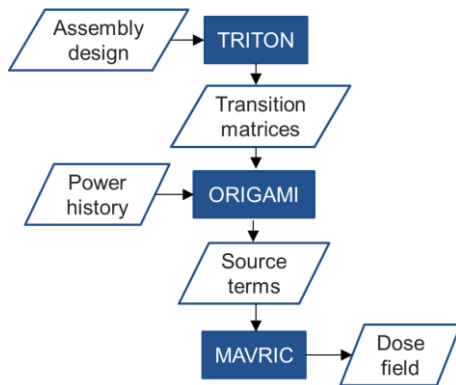 Assembly
design
TRITON
Transition
matrices
Power
history
ORIGAMI
Source
terms
MAVRIC
Dose
field